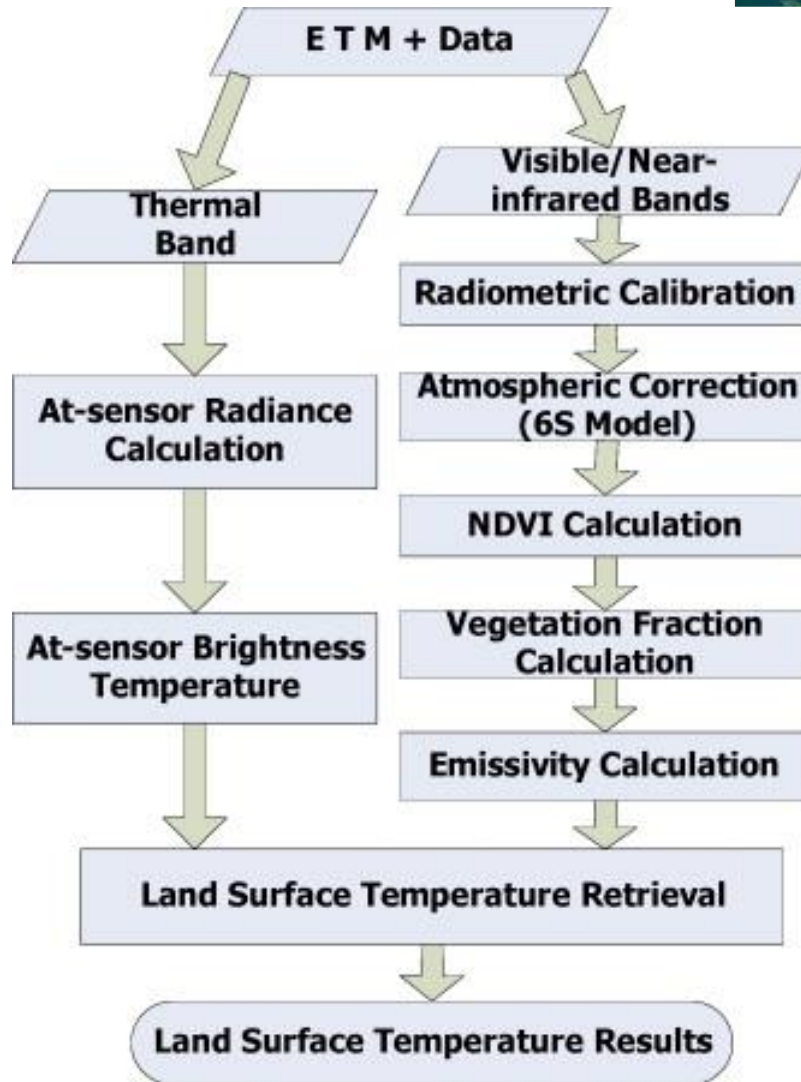 E T M + Data
Thermal
Band
At-sensor Radiance
Calculation
At-sensor Brightness
Temperature
Visible/Near-
infrared Bands
Radiometric Calibration
Atmospheric Correction
(6S Model)
NDVI Calculation
Vegetation Fraction
Calculation
Emissivity Calculation
Land Surface Temperature Retrieval
Land Surface Temperature Results